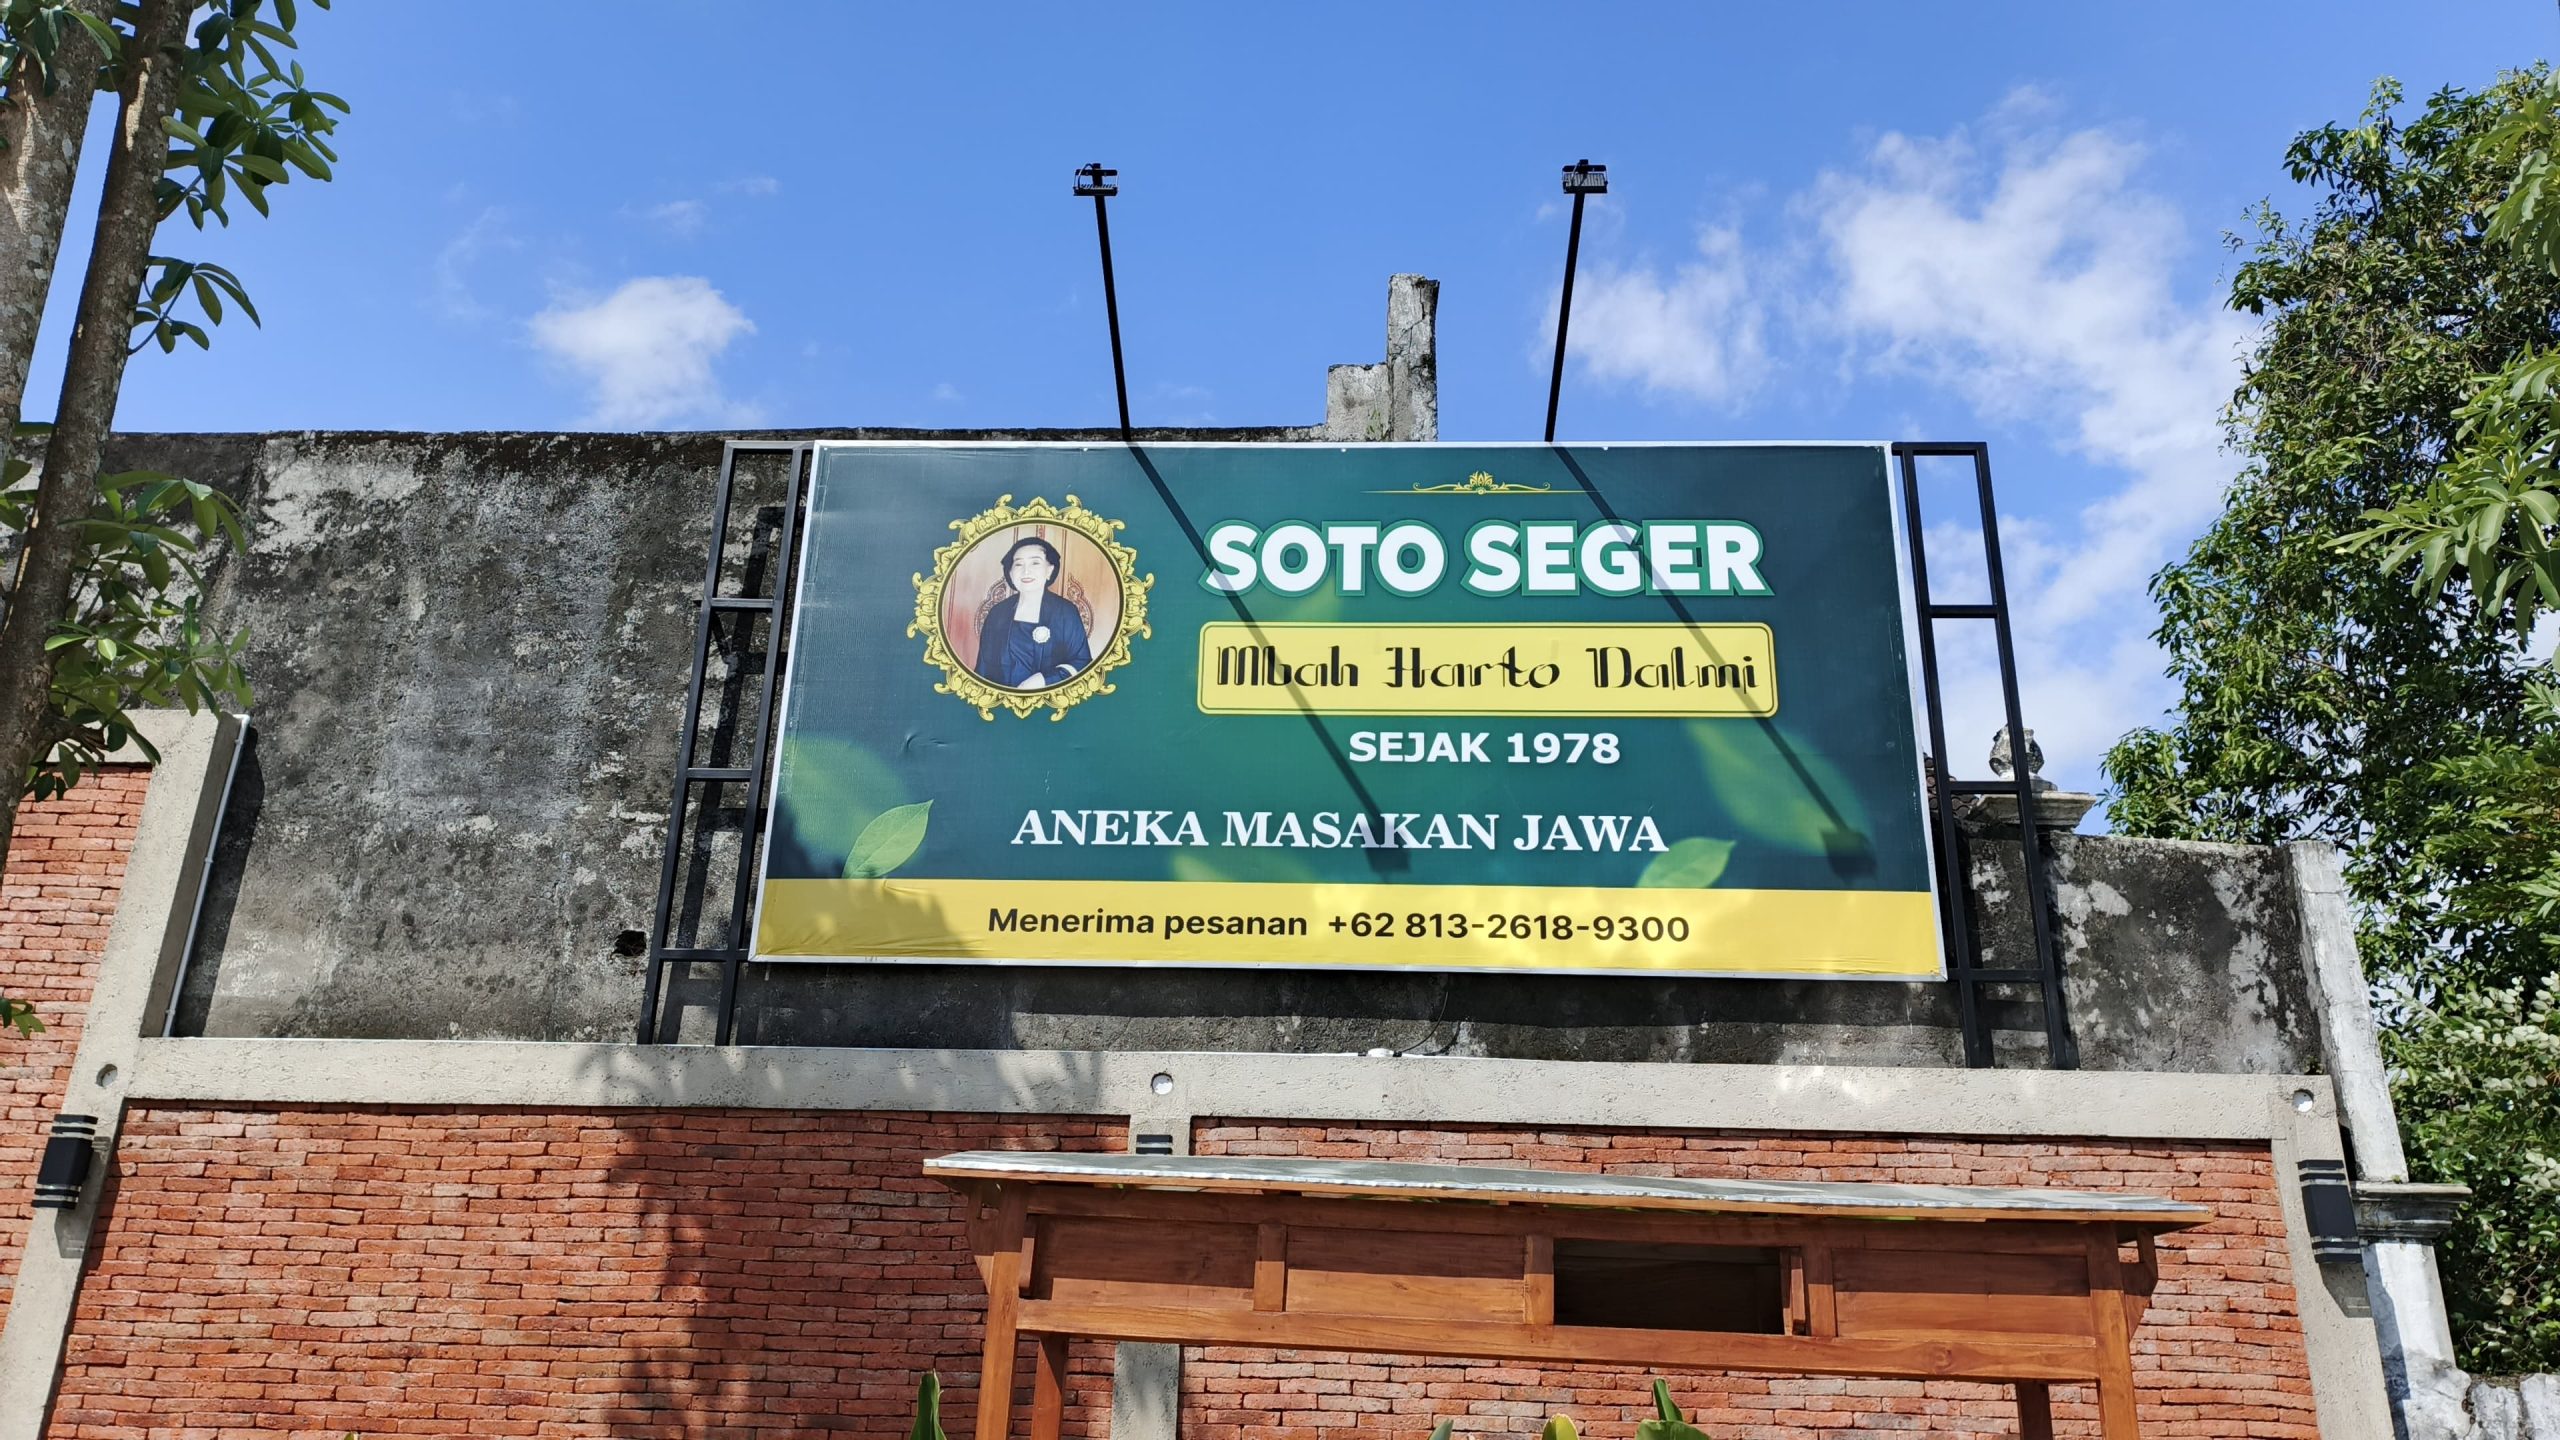 SOTO SEGER
Mbah Harto Dalmi
SEJAK 1978
ANEKA MASAKAN JAWA
Menerima pesanan +62 813-2618-9300